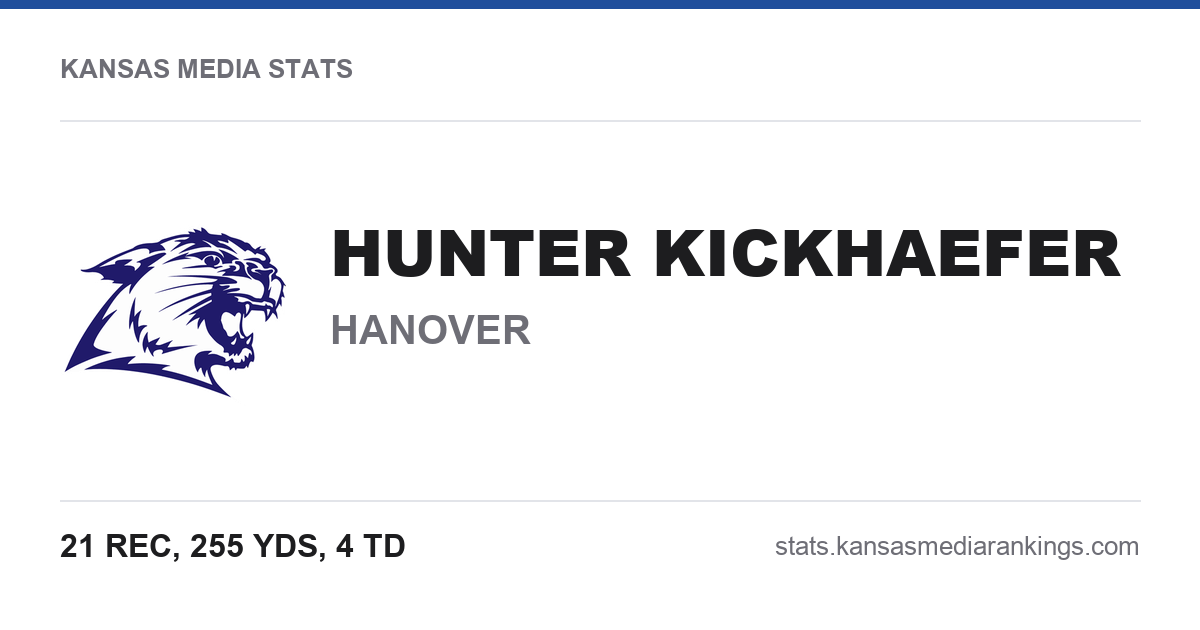 KANSAS MEDIA STATS
HUNTER KICKHAEFER
HANOVER
21 REC, 255 YDS, 4 TD
stats.kansasmediarankings.com